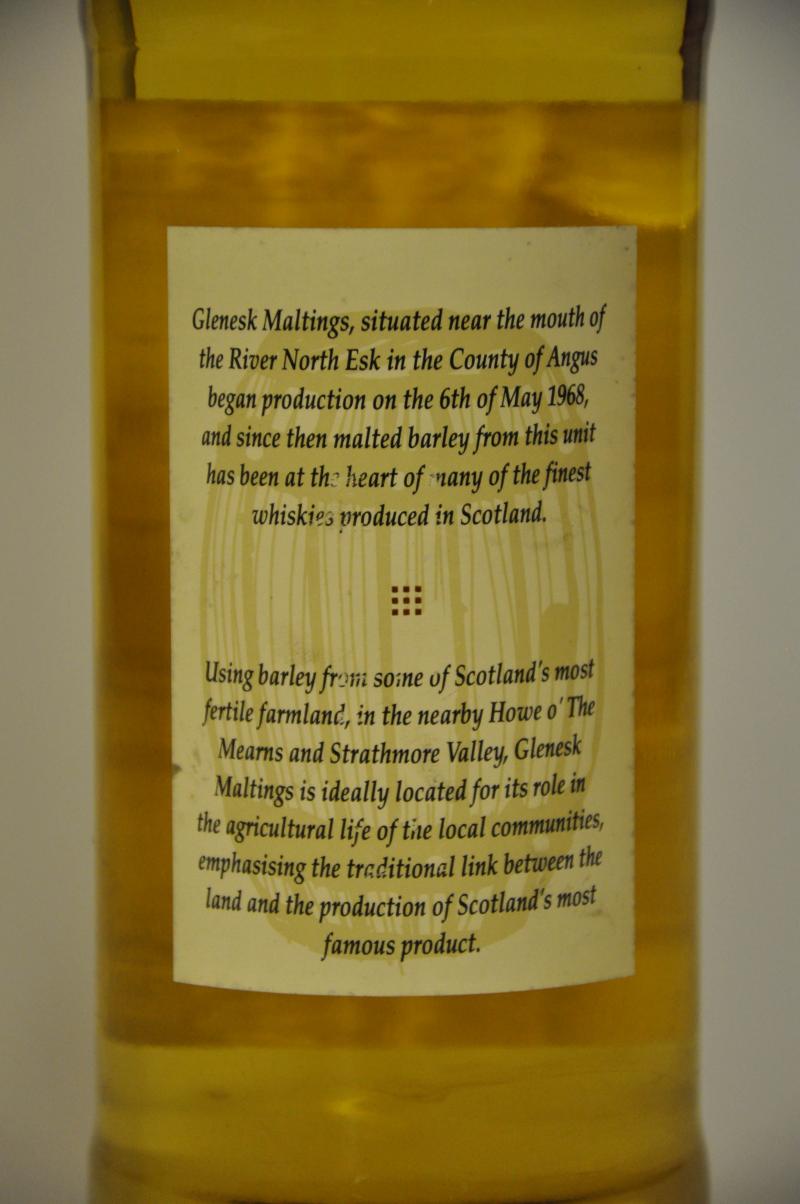 Glenesk Maltings, situated near the mouth of
the River North Esk in the County of Angus
began production on the 6th of May 1968,
and since then malted barley from this unit
has been at the heart of many of the finest
whiskies produced in Scotland.
Using barley from some of Scotland's most
fertile farmland, in the nearby Howe o' The
Mearns and Strathmore Valley, Glenesk
Maltings is ideally located for its role in
the agricultural life of the local communities,
emphasising the traditional link between the
land and the production of Scotland's most
famous product.